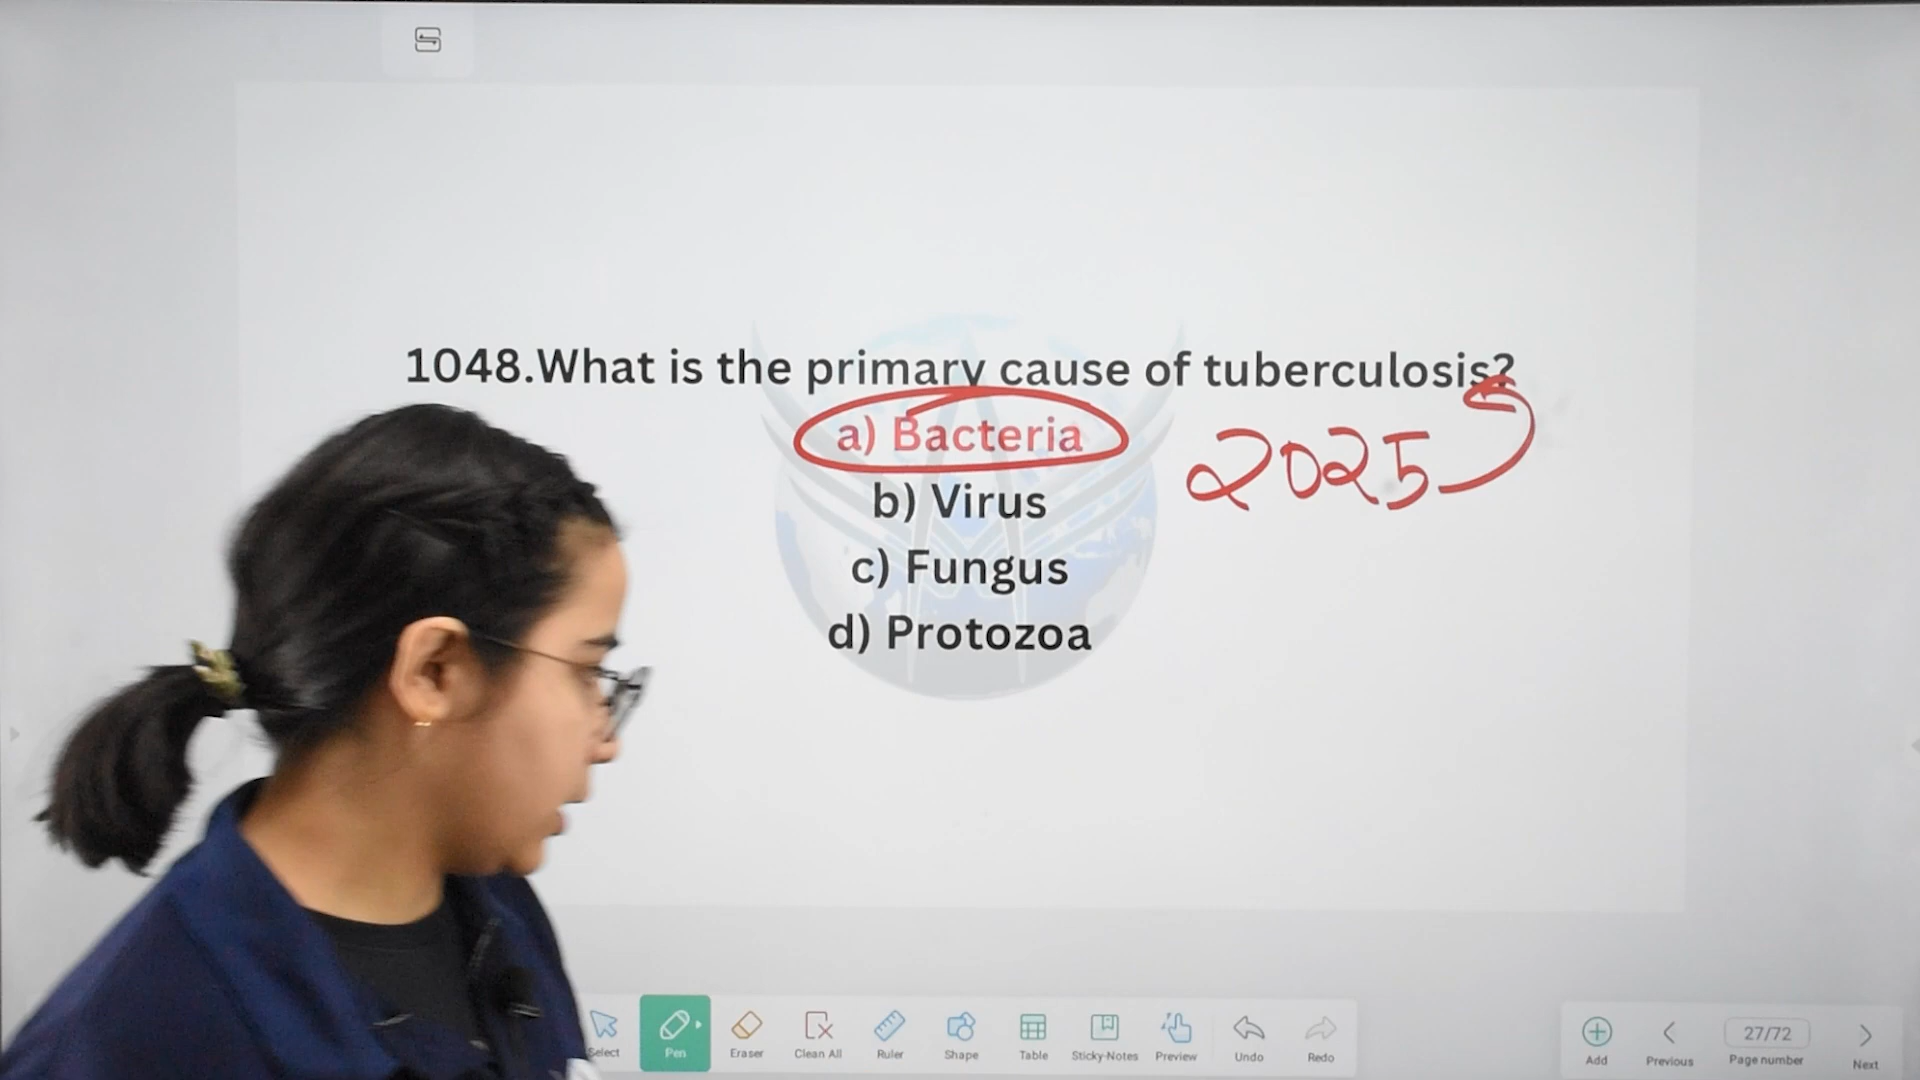 1048.What is the primary cause of tuberculosis?
a) Bacteria
2025
b) Virus
c) Fungus
d) Protozoa
Select
Pen
Eraser
Clean All
Ruler
Shape
Table
Sticky-Notes
Preview
Undo
Redo
Add
Previous
27/72
Page number
Next